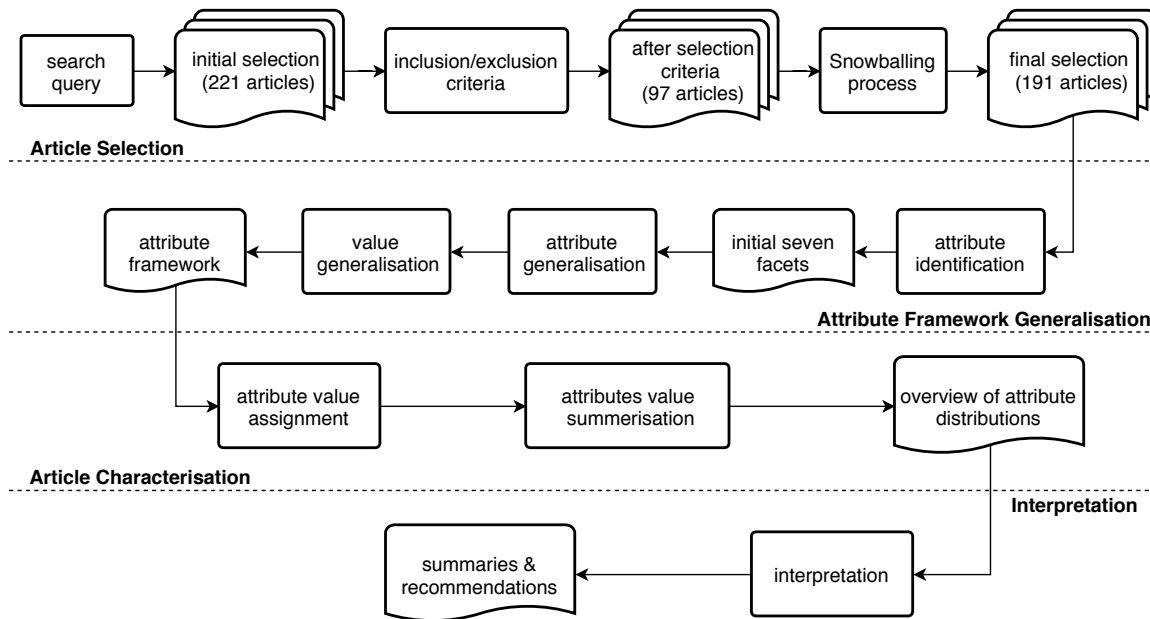 search
query
initial selection
(221 articles)
inclusion/exclusion
criteria
after selection
criteria
(97 articles)
Snowballing
process
final selection
(191 articles)
Article Selection
attribute
framework
value
generalisation
attribute
generalisation
initial seven
facets
attribute
identification
Attribute Framework Generalisation
attribute value
assignment
attributes value
summerisation
overview of attribute
distributions
Article Characterisation
Interpretation
summaries &
recommendations
interpretation